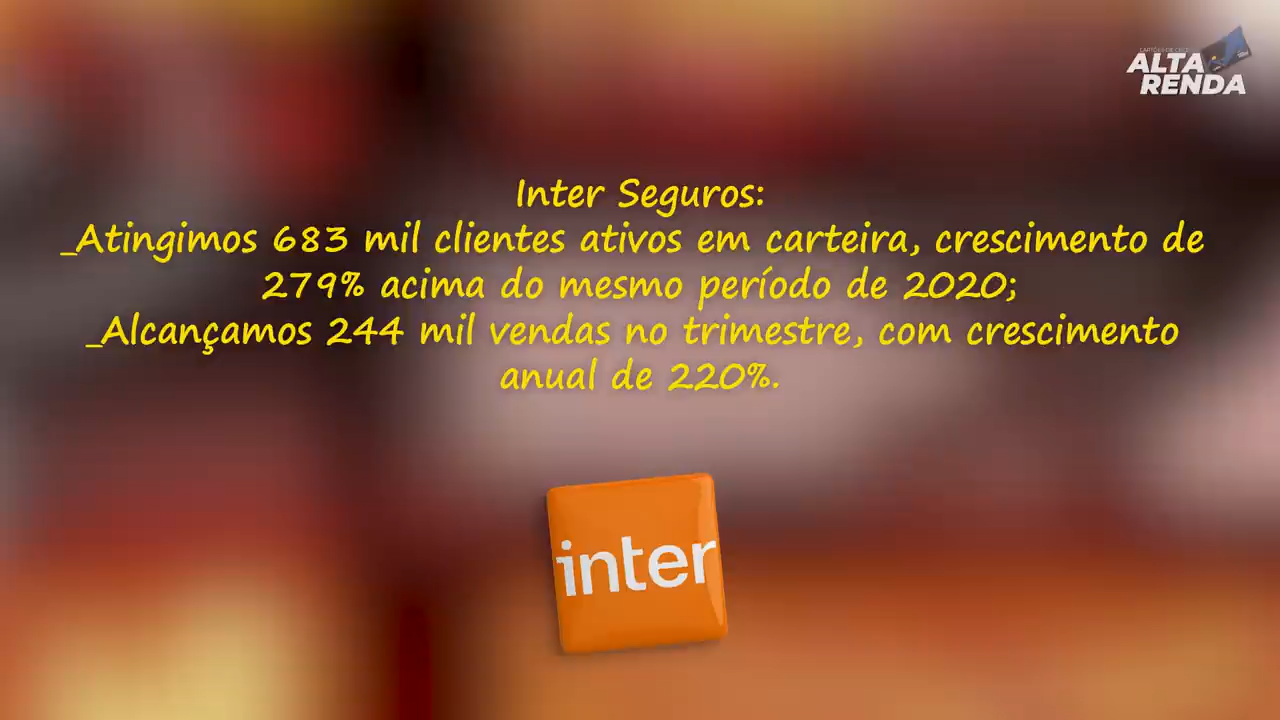 ALTA
RENDA
Inter Seguros:
_Atingimos 683 mil clientes ativos em carteira, crescimento de
279% acima do mesmo período de 2020;
_Alcançamos 244 mil vendas no trimestre, com crescimento
anual de 220%.
inter